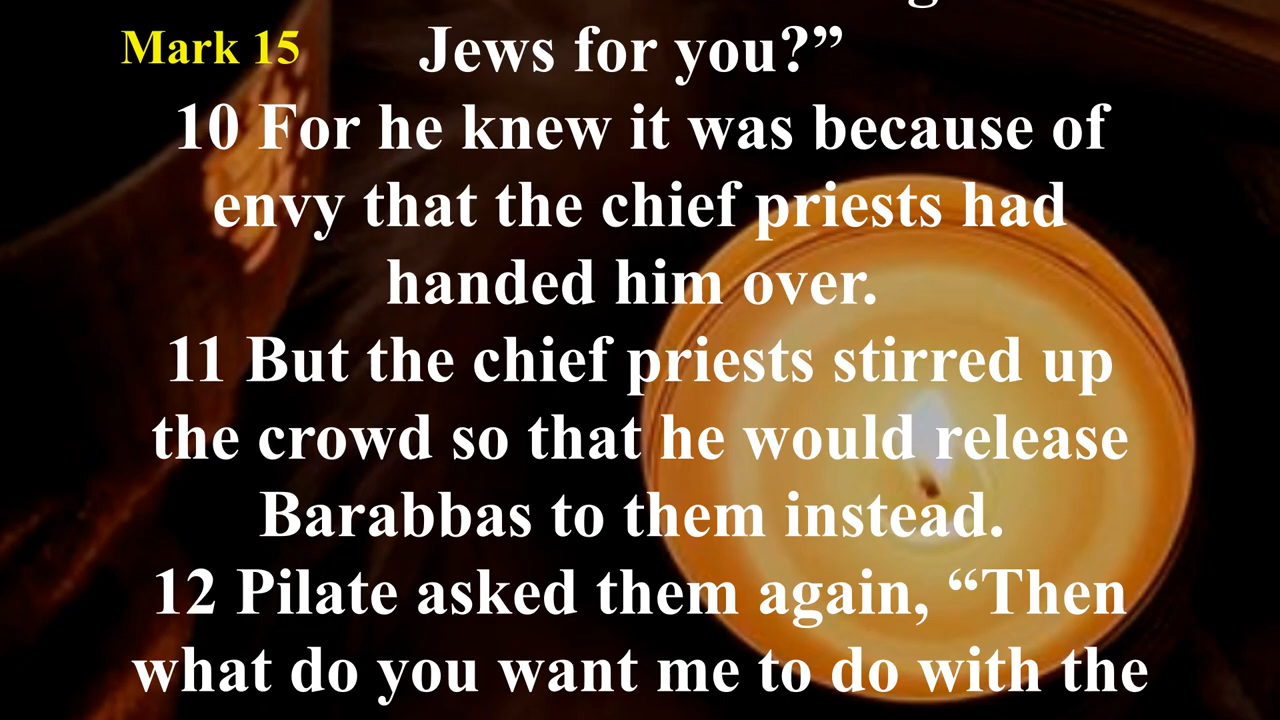 Mark 15
Jews for you?”
10 For he knew it was because of
envy that the chief priests had
handed him over.
11 But the chief priests stirred up
the crowd so that he would release
Barabbas to them instead.
12 Pilate asked them again, “Then
what do you want me to do with the